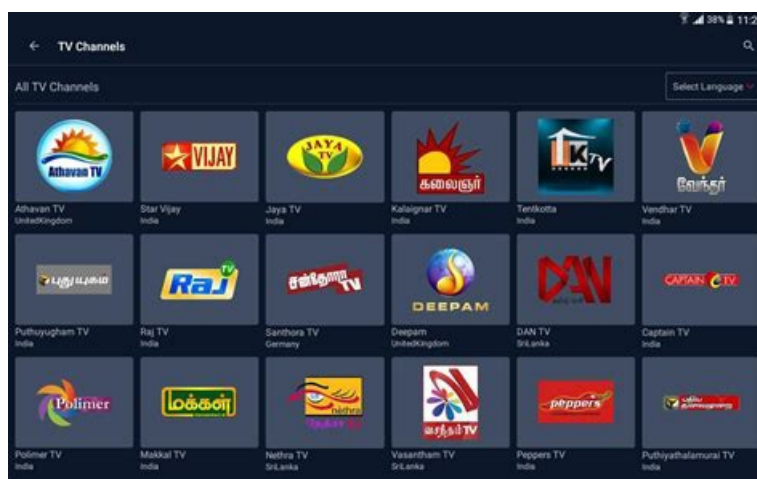 38% 11:2
TV Channels
All TV Channels
Select Language
Athavan TV
VIJAY
JAYA TV
கலைஞர்
TK TV
வேந்தர்
Athavan TV
Star Vijay
Jaya TV
Kalaignar TV
Tentkotta
Vendhar TV
UnitedKingdom
India
India
India
India
India
புதுயுகம்
Raj TV
சன்தோரா TV
DEEPAM
DAN
CAPTAIN TV
Puthuyugham TV
Raj TV
Santhora TV
Deepam
DAN TV
Captain TV
India
India
Germany
UnitedKingdom
SriLanka
India
Polimer
மக்கள்
nethra
வசந்தம் TV
peppers
புதிய
தலைமுறை
Polimer TV
Makkal TV
Nethra TV
Vasantham TV
Peppers TV
Puthiyathalamurai TV
India
India
SriLanka
SriLanka
India
India